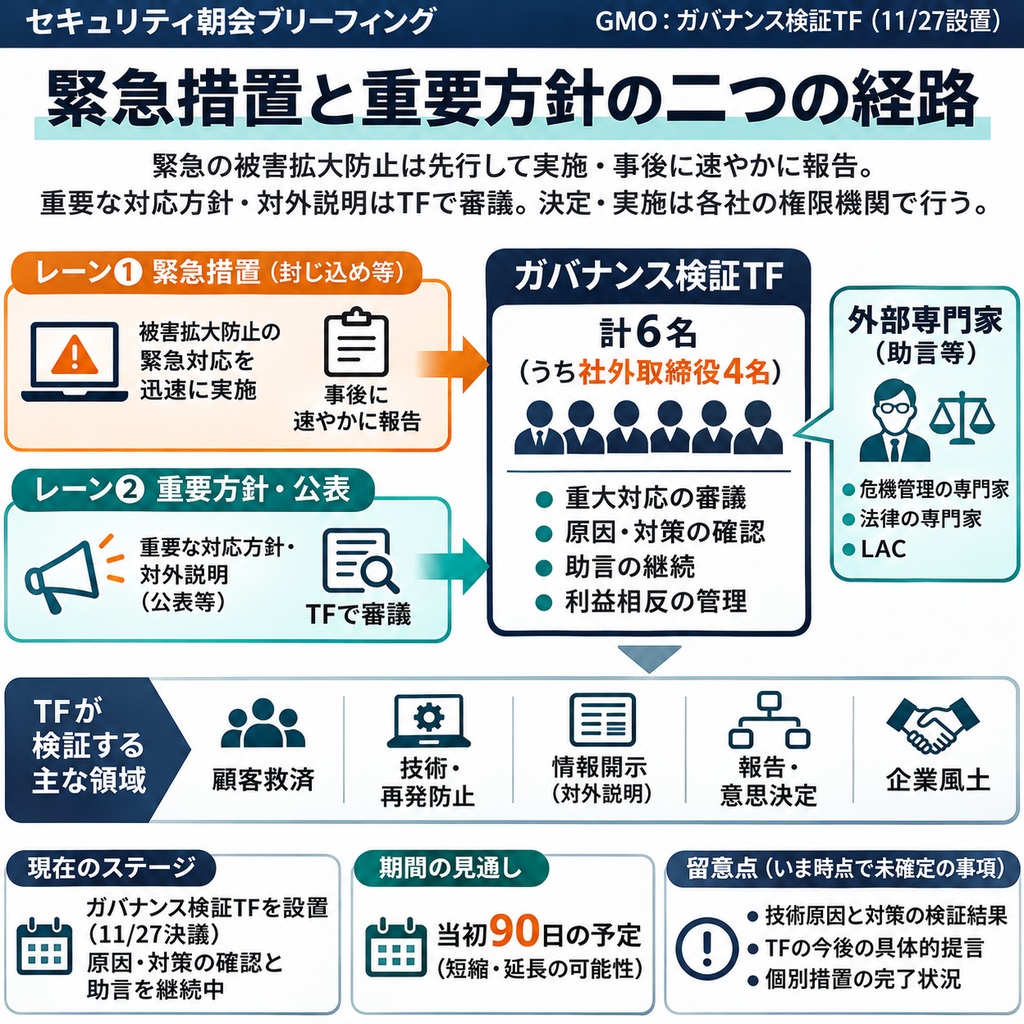 セキュリティ朝会ブリーフィング
GMO：ガバナンス検証TF（11/27設置）
緊急措置と重要方針の二つの経路
緊急の被害拡大防止は先行して実施・事後に速やかに報告。
重要な対応方針・対外説明はTFで審議。決定・実施は各社の権限機関で行う。
レーン❶ 緊急措置（封じ込め等）
被害拡大防止の
緊急対応を
迅速に実施
事後に
速やかに報告
レーン❷ 重要方針・公表
重要な対応方針・
対外説明
（公表等）
TFで審議
ガバナンス検証TF
計6名
（うち社外取締役4名）
● 重大対応の審議
● 原因・対策の確認
● 助言の継続
● 利益相反の管理
外部専門家
（助言等）
● 危機管理の専門家
● 法律の専門家
● LAC
TFが
検証する
主な領域
顧客救済
技術・
再発防止
情報開示
（対外説明）
報告・
意思決定
企業風土
現在のステージ
ガバナンス検証TFを設置
（11/27決議）
原因・対策の確認と
助言を継続中
期間の見通し
当初90日の予定
（短縮・延長の可能性）
留意点（いま時点で未確定の事項）
• 技術原因と対策の検証結果
• TFの今後の具体的提言
• 個別措置の完了状況